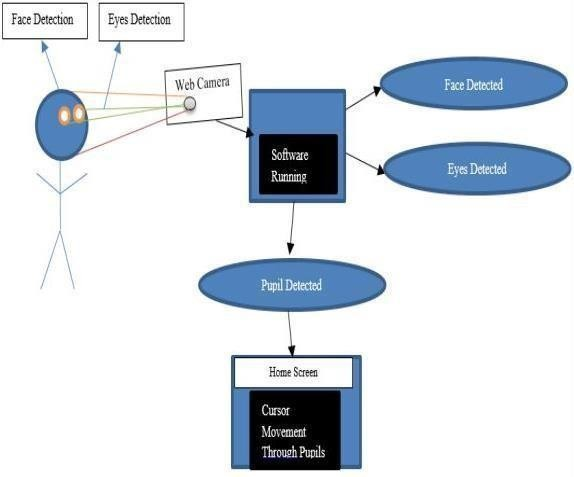 Face Detection
Eyes Detection
Web Camera
Face Detected
Software
Running
Eyes Detected
Pupil Detected
Home Screen
Cursor
Movement
Through Pupils